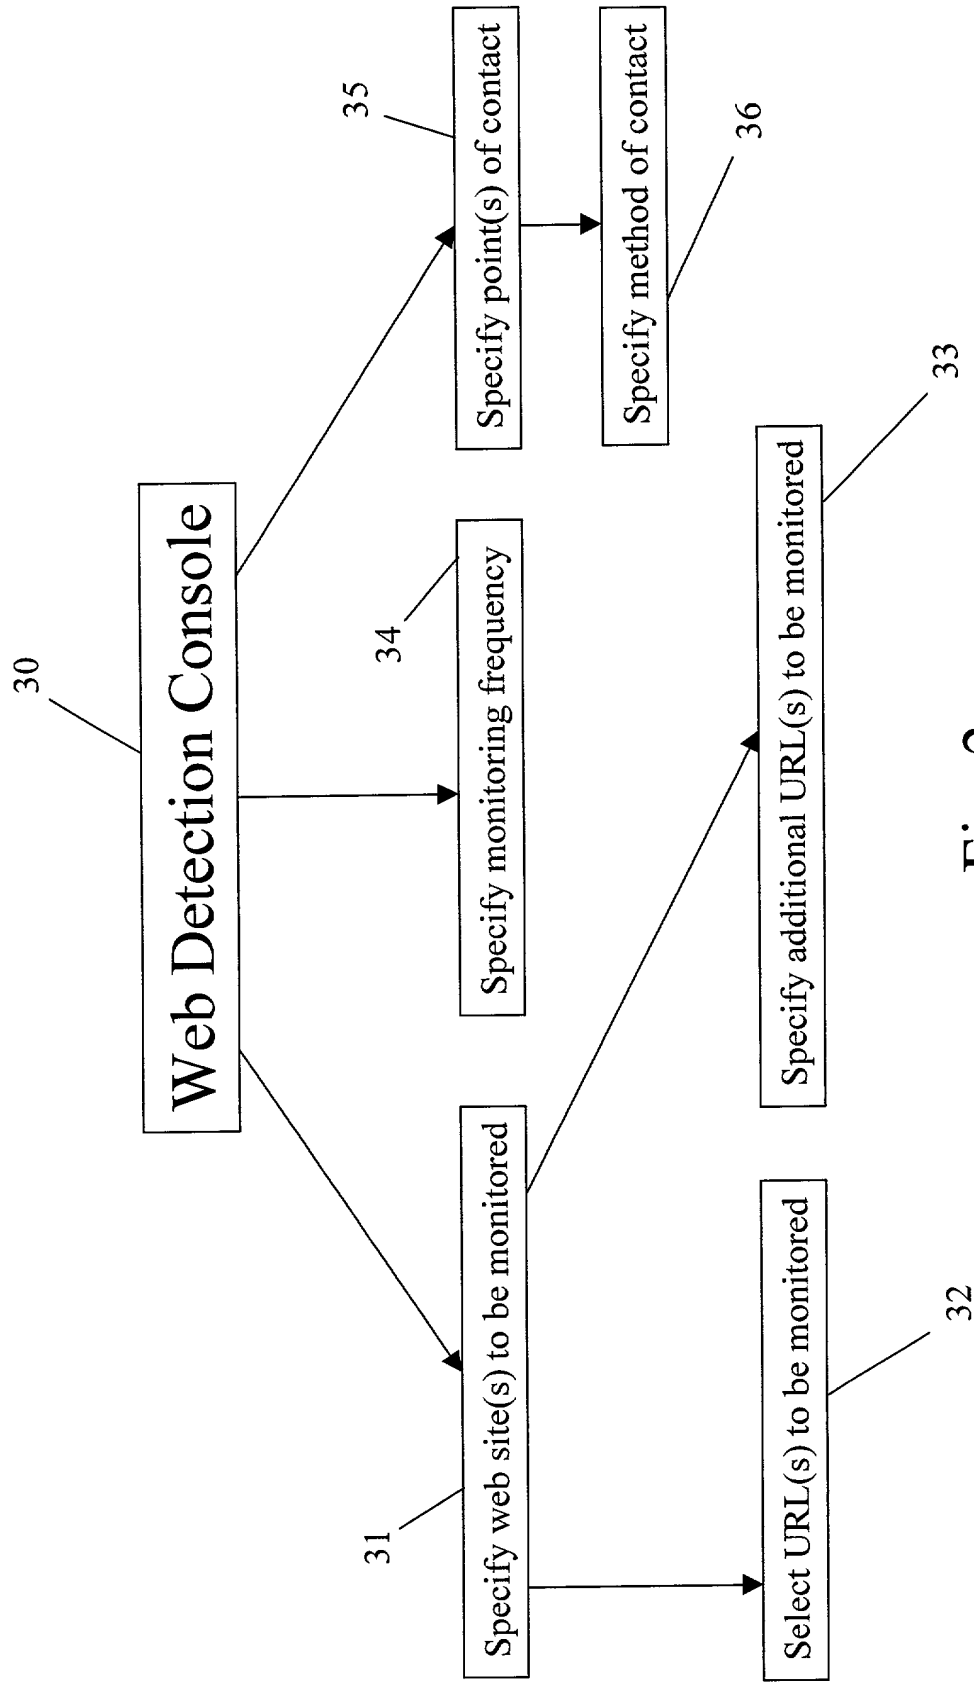 30
Web Detection Console
35
31
34
Specify web site(s) to be monitored
Specify monitoring frequency
Specify point(s) of contact
Specify method of contact
36
Select URL(s) to be monitored
Specify additional URL(s) to be monitored
32
33